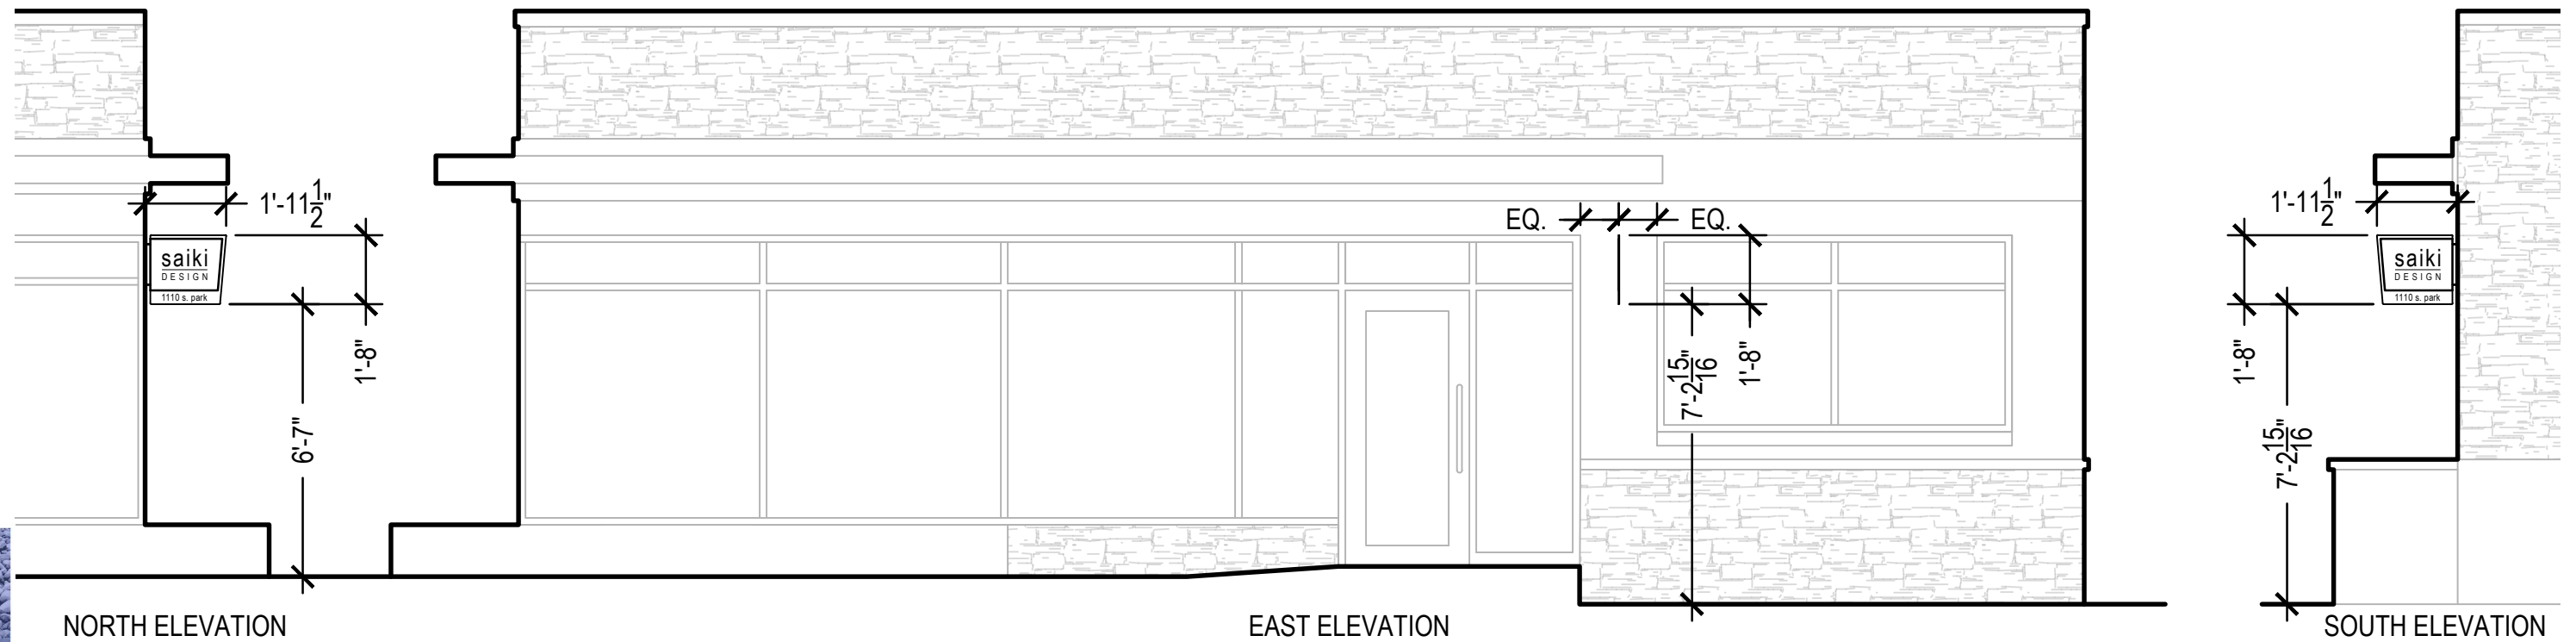 1'-11 1/2"
saiki
DESIGN
1110 s. park
1'-8"
6'-7"
NORTH ELEVATION
EQ.
EQ.
7'-2 15/16"
1'-8"
EAST ELEVATION
1'-11 1/2"
saiki
DESIGN
1110 s. park
1'-8"
7'-2 15/16"
SOUTH ELEVATION